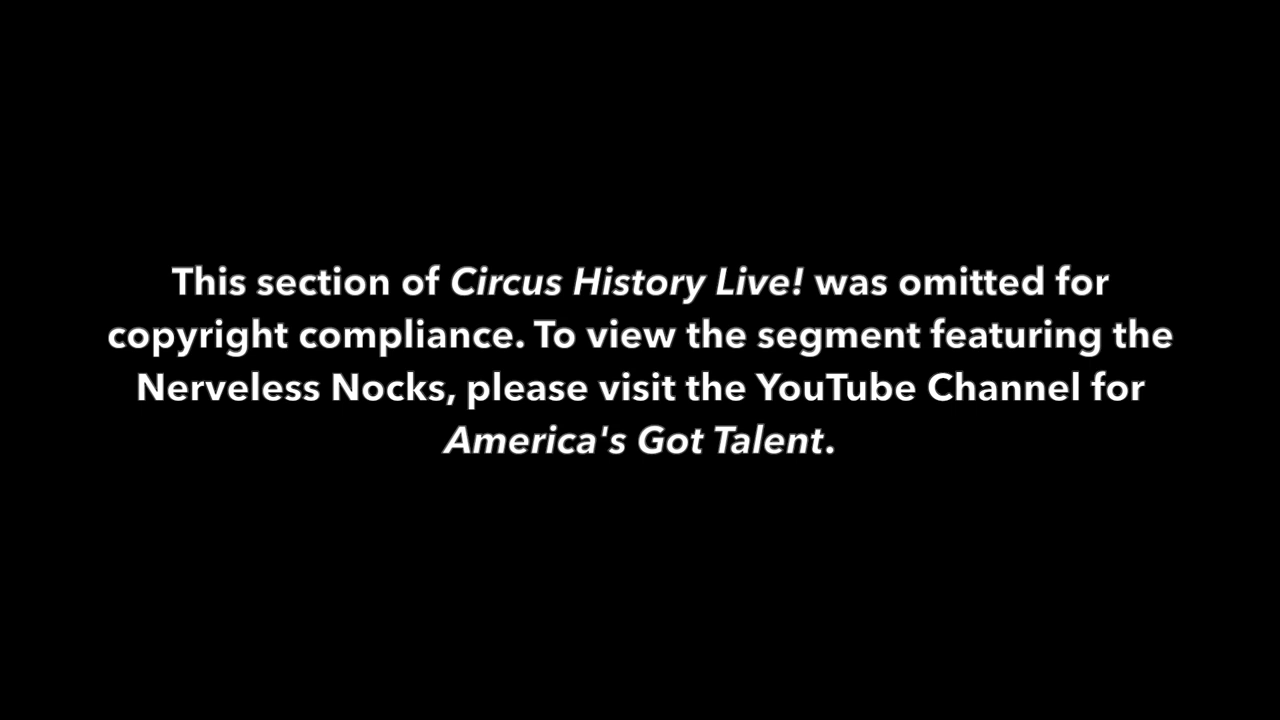 This section of Circus History Live! was omitted for
copyright compliance. To view the segment featuring the
Nerveless Nocks, please visit the YouTube Channel for
America's Got Talent.